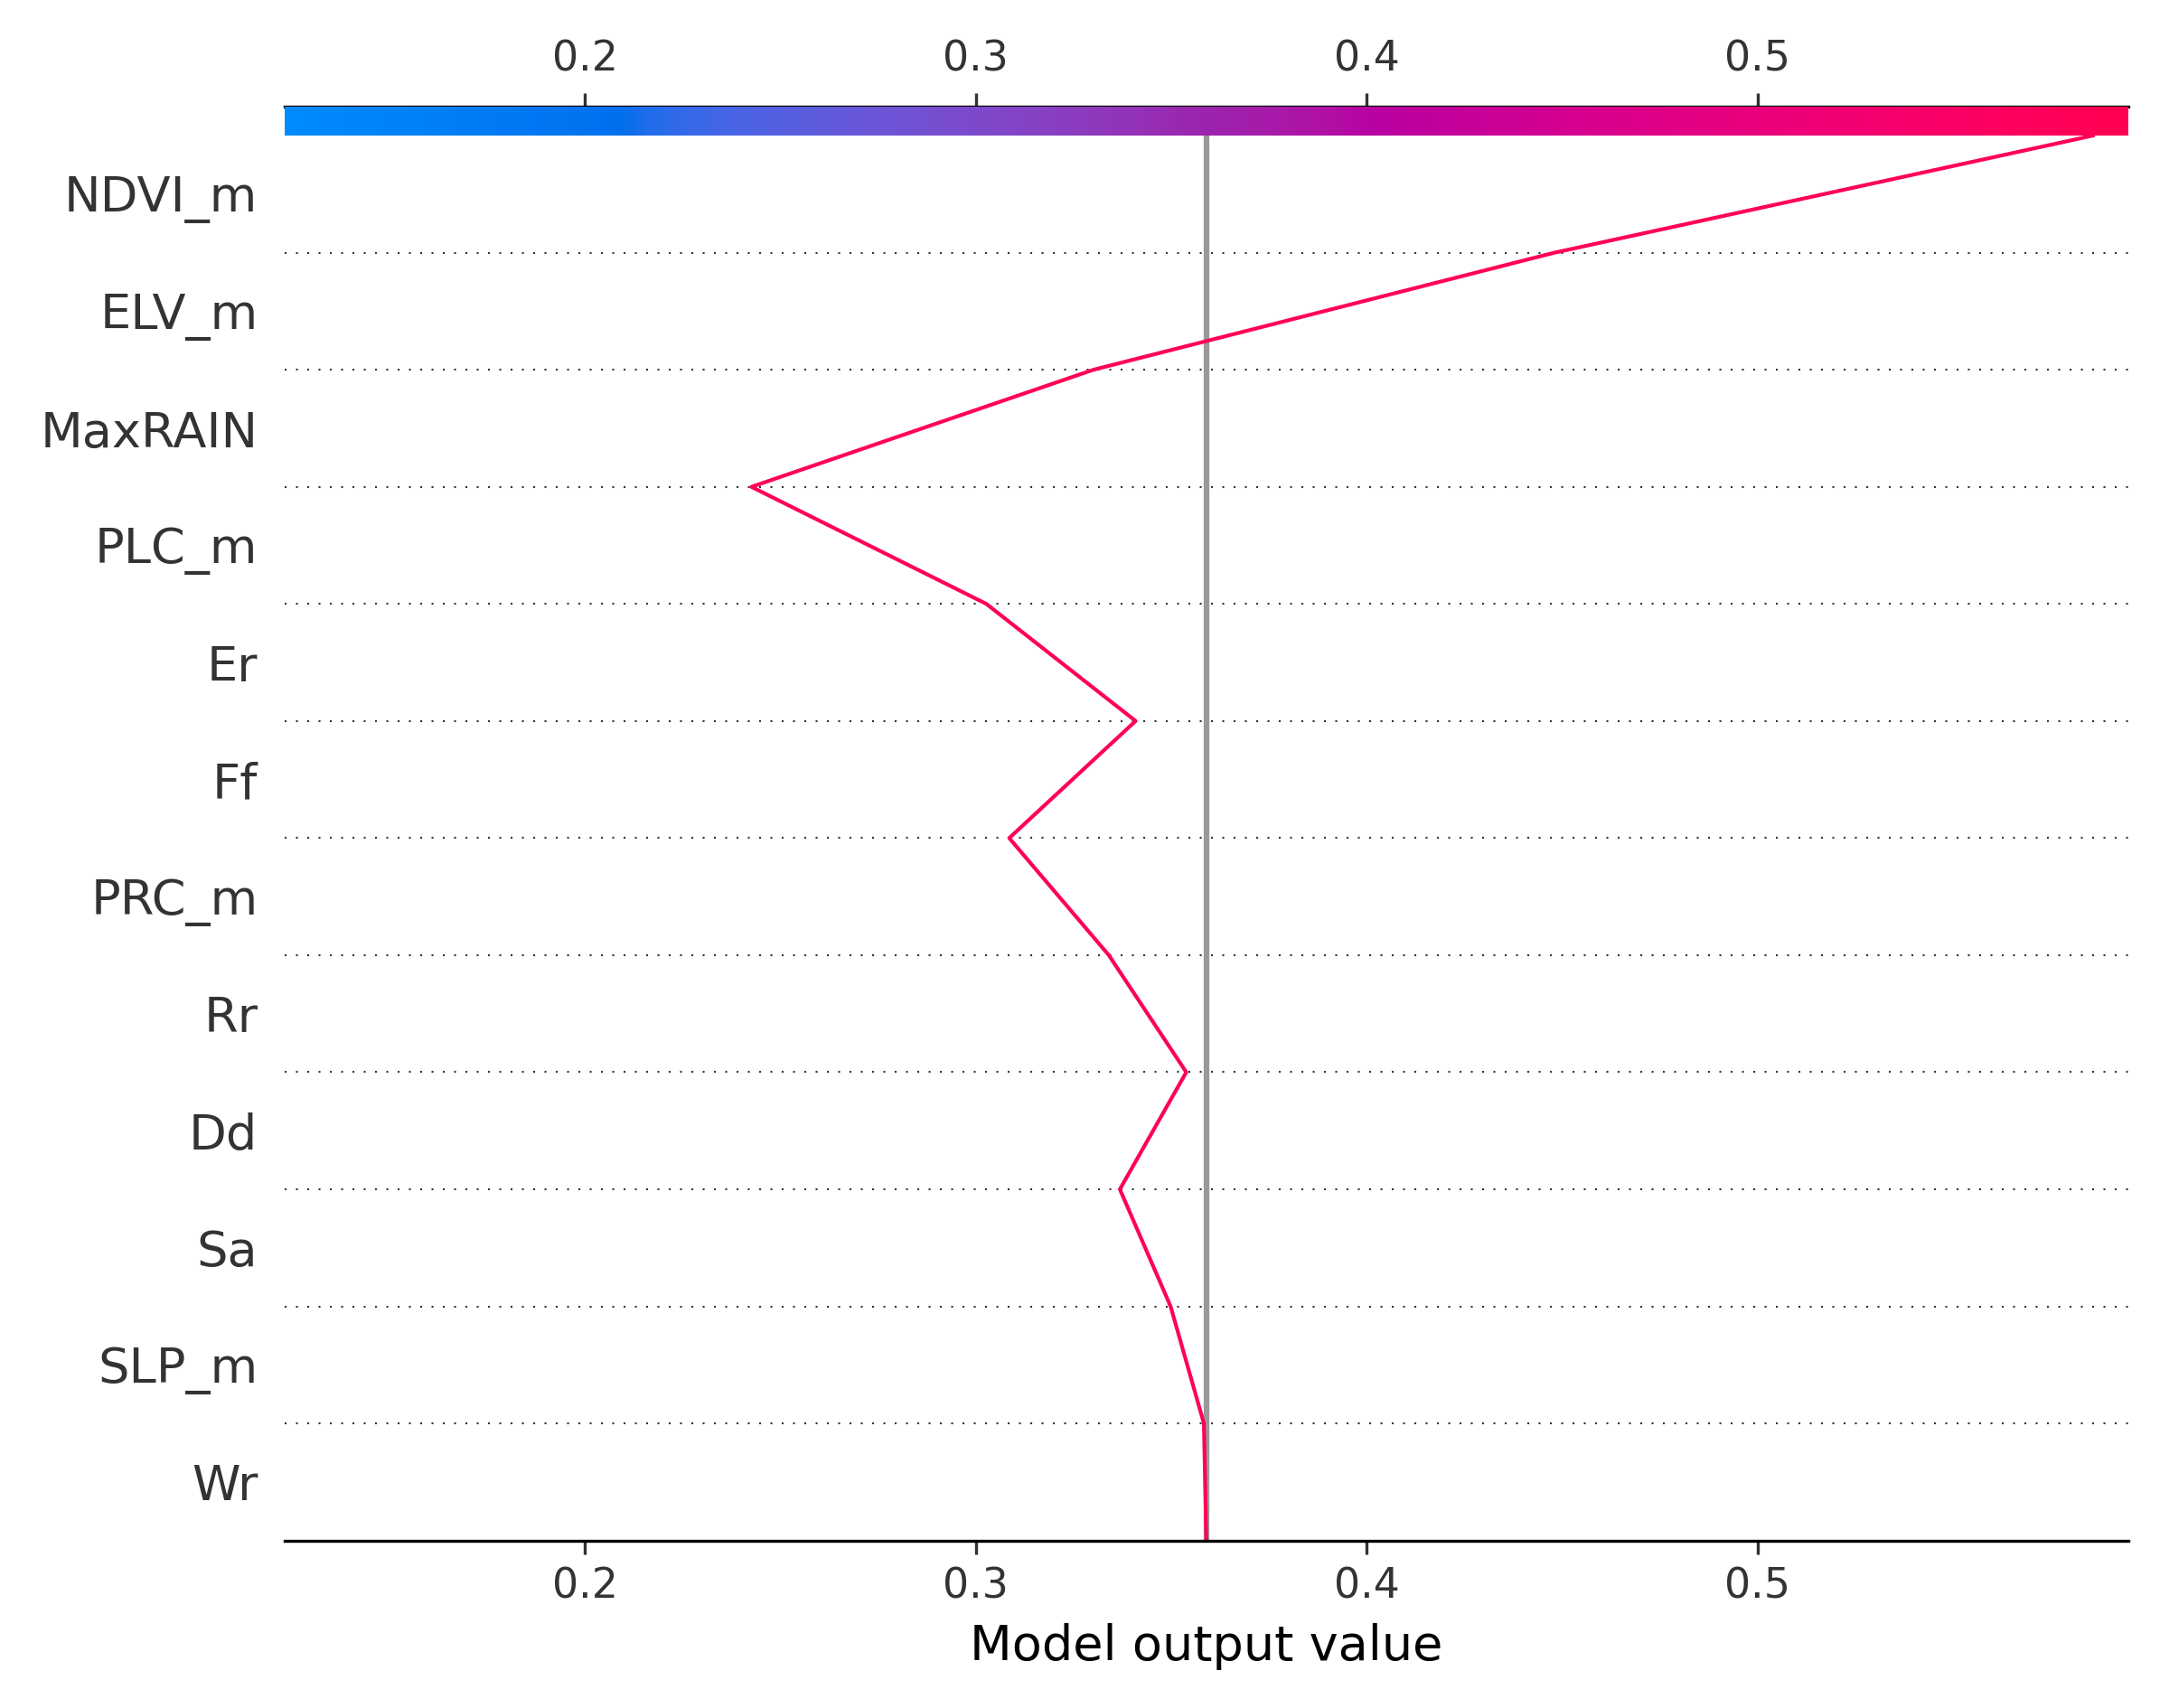 0.2 0.3 0.4 0.5
NDVI_m
ELV_m
MaxRAIN
PLC_m
Er
Ff
PRC_m
Rr
Dd
Sa
SLP_m
Wr
0.2 0.3 0.4 0.5
Model output value